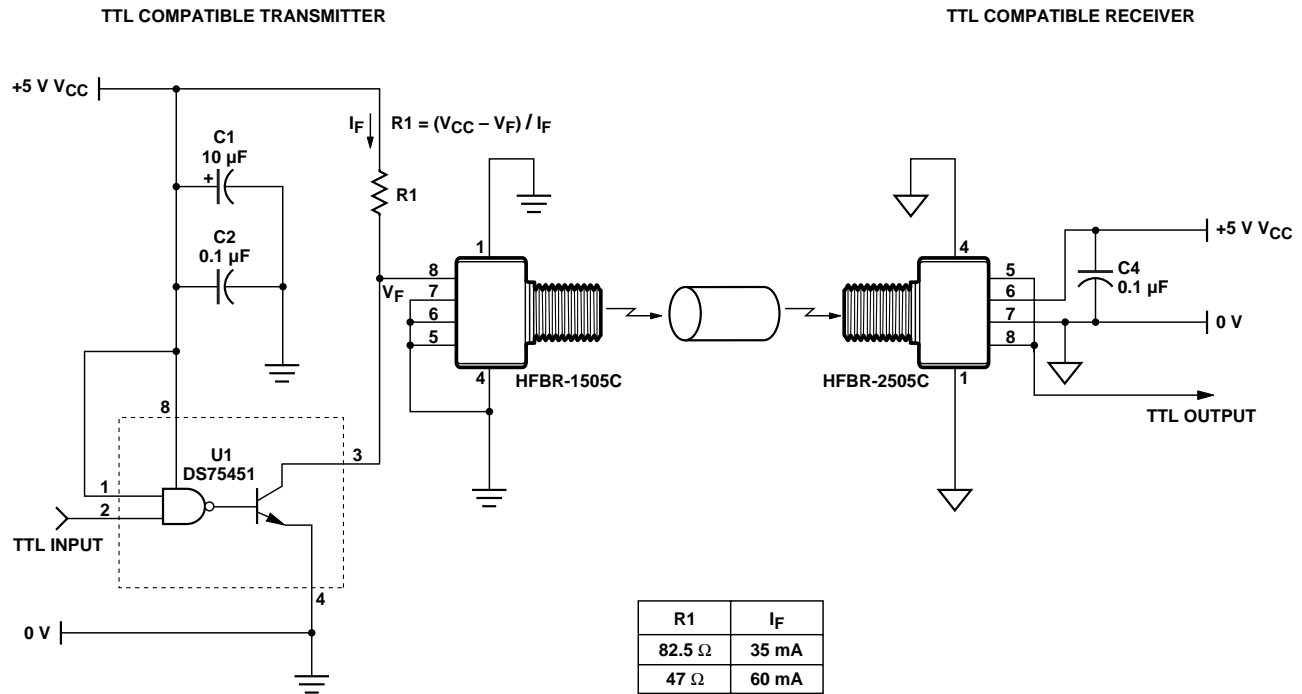 TTL COMPATIBLE TRANSMITTER
TTL COMPATIBLE RECEIVER
+5 V VCC
IF
R1 = (VCC – VF) / IF
C1
10 µF
+
R1
C2
0.1 µF
1
8
VF
7
6
5
4
HFBR-1505C
4
5
6
7
8
1
HFBR-2505C
+5 V VCC
C4
0.1 µF
0 V
TTL OUTPUT
8
U1
DS75451
3
1
2
TTL INPUT
4
0 V
R1 IF
82.5 Ω 35 mA
47 Ω 60 mA